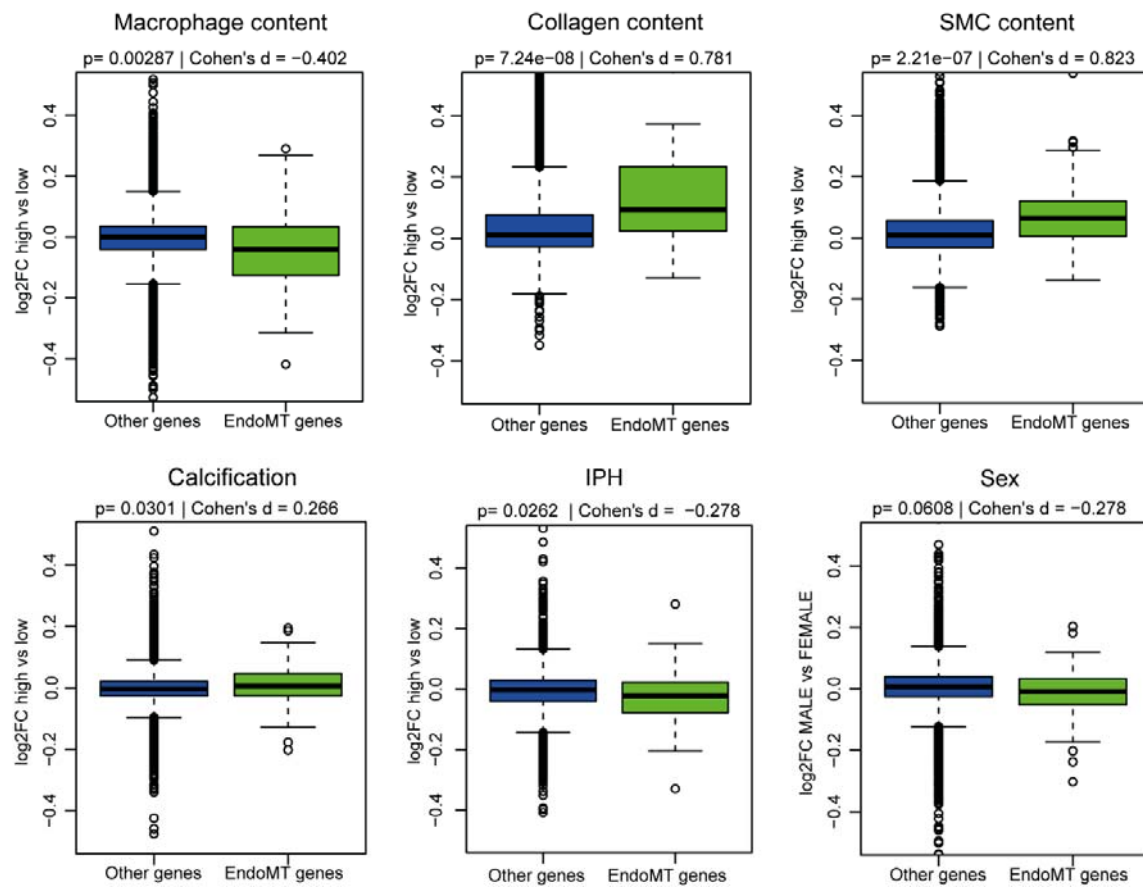 Macrophage content
p= 0.00287 | Cohen's d = −0.402
log2FC high vs low
0.4
0.2
0.0
−0.2
−0.4
Other genes
EndoMT genes
Collagen content
p= 7.24e−08 | Cohen's d = 0.781
log2FC high vs low
0.4
0.2
0.0
−0.2
−0.4
Other genes
EndoMT genes
SMC content
p= 2.21e−07 | Cohen's d = 0.823
log2FC high vs low
0.4
0.2
0.0
−0.2
−0.4
Other genes
EndoMT genes
Calcification
p= 0.0301 | Cohen's d = 0.266
log2FC high vs low
0.4
0.2
0.0
−0.2
−0.4
Other genes
EndoMT genes
IPH
p= 0.0262 | Cohen's d = −0.278
log2FC high vs low
0.4
0.2
0.0
−0.2
−0.4
Other genes
EndoMT genes
Sex
p= 0.0608 | Cohen's d = −0.278
log2FC MALE vs FEMALE
0.4
0.2
0.0
−0.2
−0.4
Other genes
EndoMT genes